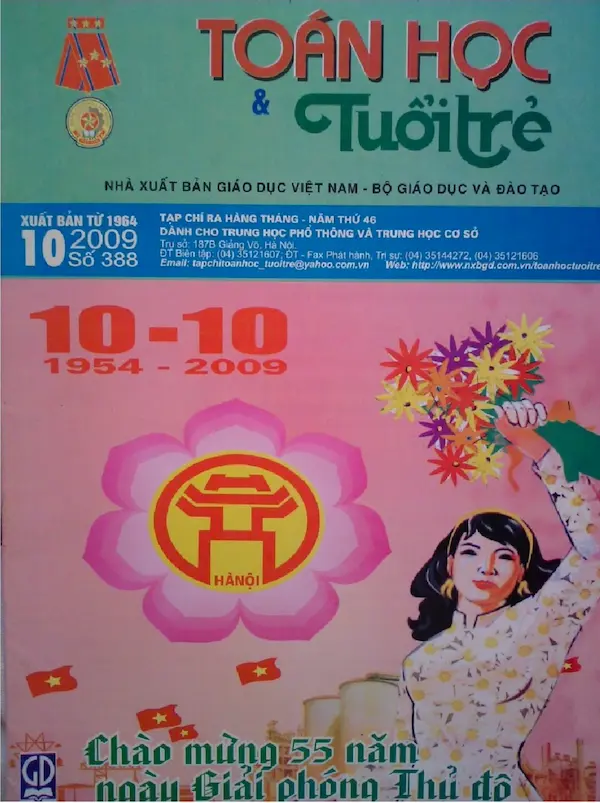 TOÁN HỌC
& Tuổi trẻ
NHÀ XUẤT BẢN GIÁO DỤC VIỆT NAM - BỘ GIÁO DỤC VÀ ĐÀO TẠO
XUẤT BẢN TỪ 1964
10 2009
Số 388
TẠP CHÍ RA HÀNG THÁNG - NĂM THỨ 46
DÀNH CHO TRUNG HỌC PHỔ THÔNG VÀ TRUNG HỌC CƠ SỞ
Trụ sở: 187B Giảng Võ, Hà Nội.
ĐT Biên tập: (04) 35121607; ĐT - Fax Phát hành, Trị sự: (04) 35144272, (04) 35121606
Email: tapchitoanhoc_tuoitre@yahoo.com.vn Web: http://www.nxbgd.com.vn/toanhoctuoitre
10-10
1954 - 2009
HÀNỘI
Chào mừng 55 năm
ngày Giải phóng Thủ đô
GD